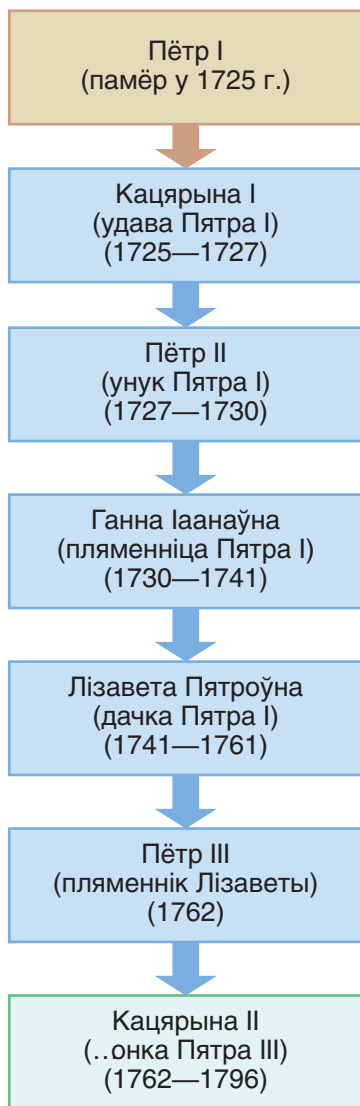 Пётр I
(памёр у 1725 г.)
Кацярына I
(удава Пятра I)
(1725—1727)
Пётр II
(унук Пятра I)
(1727—1730)
Ганна Іаанаўна
(пляменніца Пятра I)
(1730—1741)
Лізавета Пятроўна
(дачка Пятра I)
(1741—1761)
Пётр III
(пляменнік Лізаветы)
(1762)
Кацярына II
(..онка Пятра III)
(1762—1796)